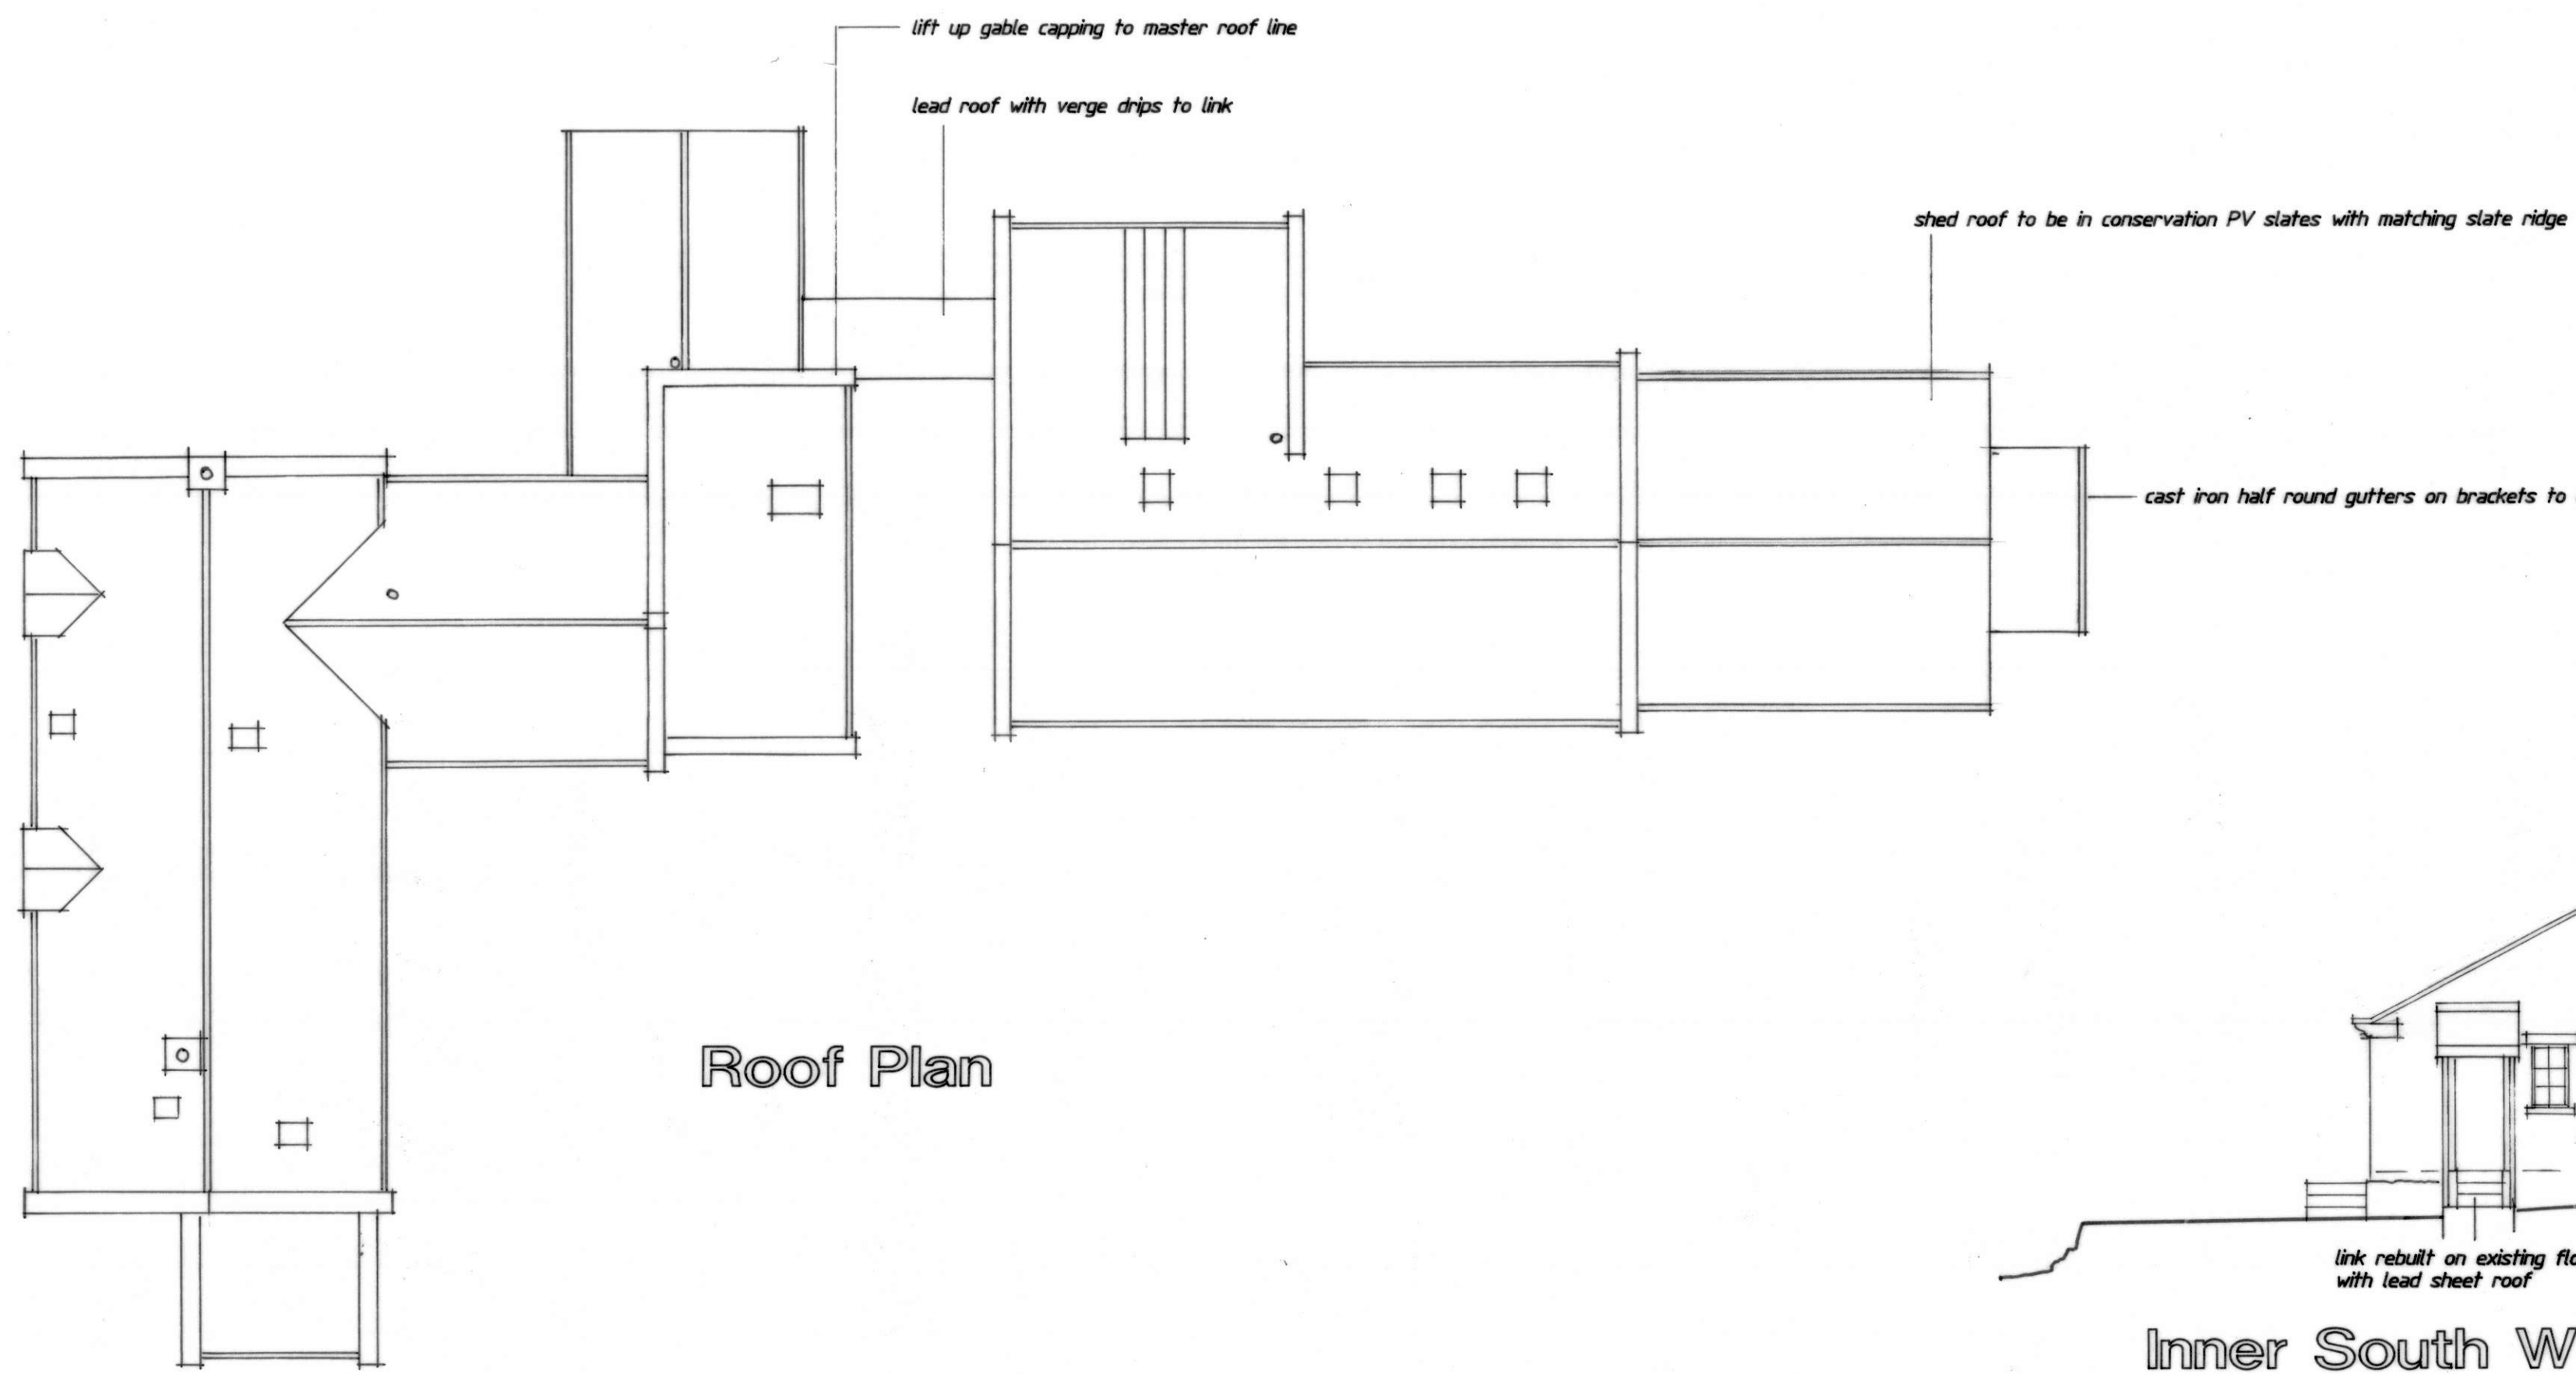 lift up gable capping to master roof line
lead roof with verge drips to link
shed roof to be in conservation PV slates with matching slate ridge
cast iron half round gutters on brackets to
Roof Plan
link rebuilt on existing
with lead sheet roof
Inner South